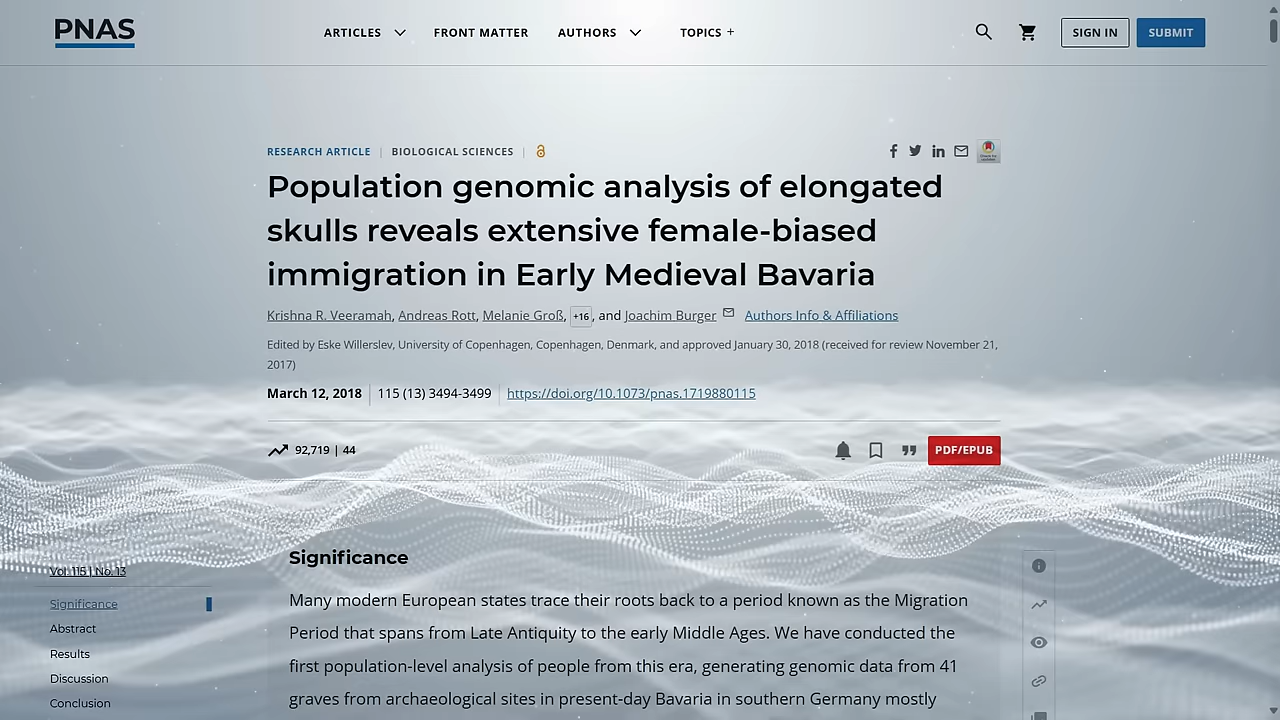 PNAS
ARTICLES FRONT MATTER AUTHORS TOPICS +
SIGN IN SUBMIT
RESEARCH ARTICLE | BIOLOGICAL SCIENCES |
Population genomic analysis of elongated
skulls reveals extensive female-biased
immigration in Early Medieval Bavaria
Krishna R. Veeramah, Andreas Rott, Melanie Groß, +16, and Joachim Burger Authors Info & Affiliations
Edited by Eske Willerslev, University of Copenhagen, Copenhagen, Denmark, and approved January 30, 2018 (received for review November 21,
2017)
March 12, 2018 | 115 (13) 3494-3499 | https://doi.org/10.1073/pnas.1719880115
92,719 | 44
PDF/EPUB
Vol. 115 | No. 13
Significance
Abstract
Results
Discussion
Conclusion
Significance
Many modern European states trace their roots back to a period known as the Migration
Period that spans from Late Antiquity to the early Middle Ages. We have conducted the
first population-level analysis of people from this era, generating genomic data from 41
graves from archaeological sites in present-day Bavaria in southern Germany mostly